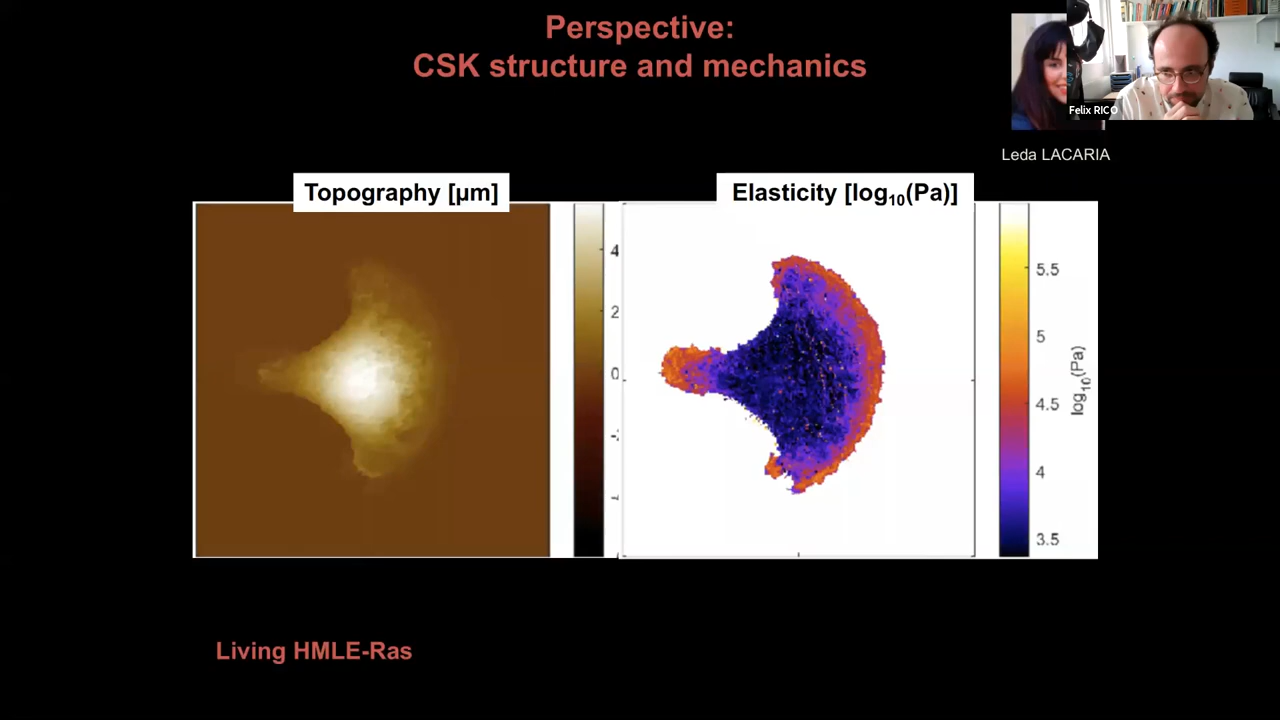 Perspective:
CSK structure and mechanics
Felix RICO
Leda LACARIA
Topography [µm]
Elasticity [log10(Pa)]
4
2
0
5.5
5
4.5
4
3.5
log10(Pa)
Living HMLE-Ras